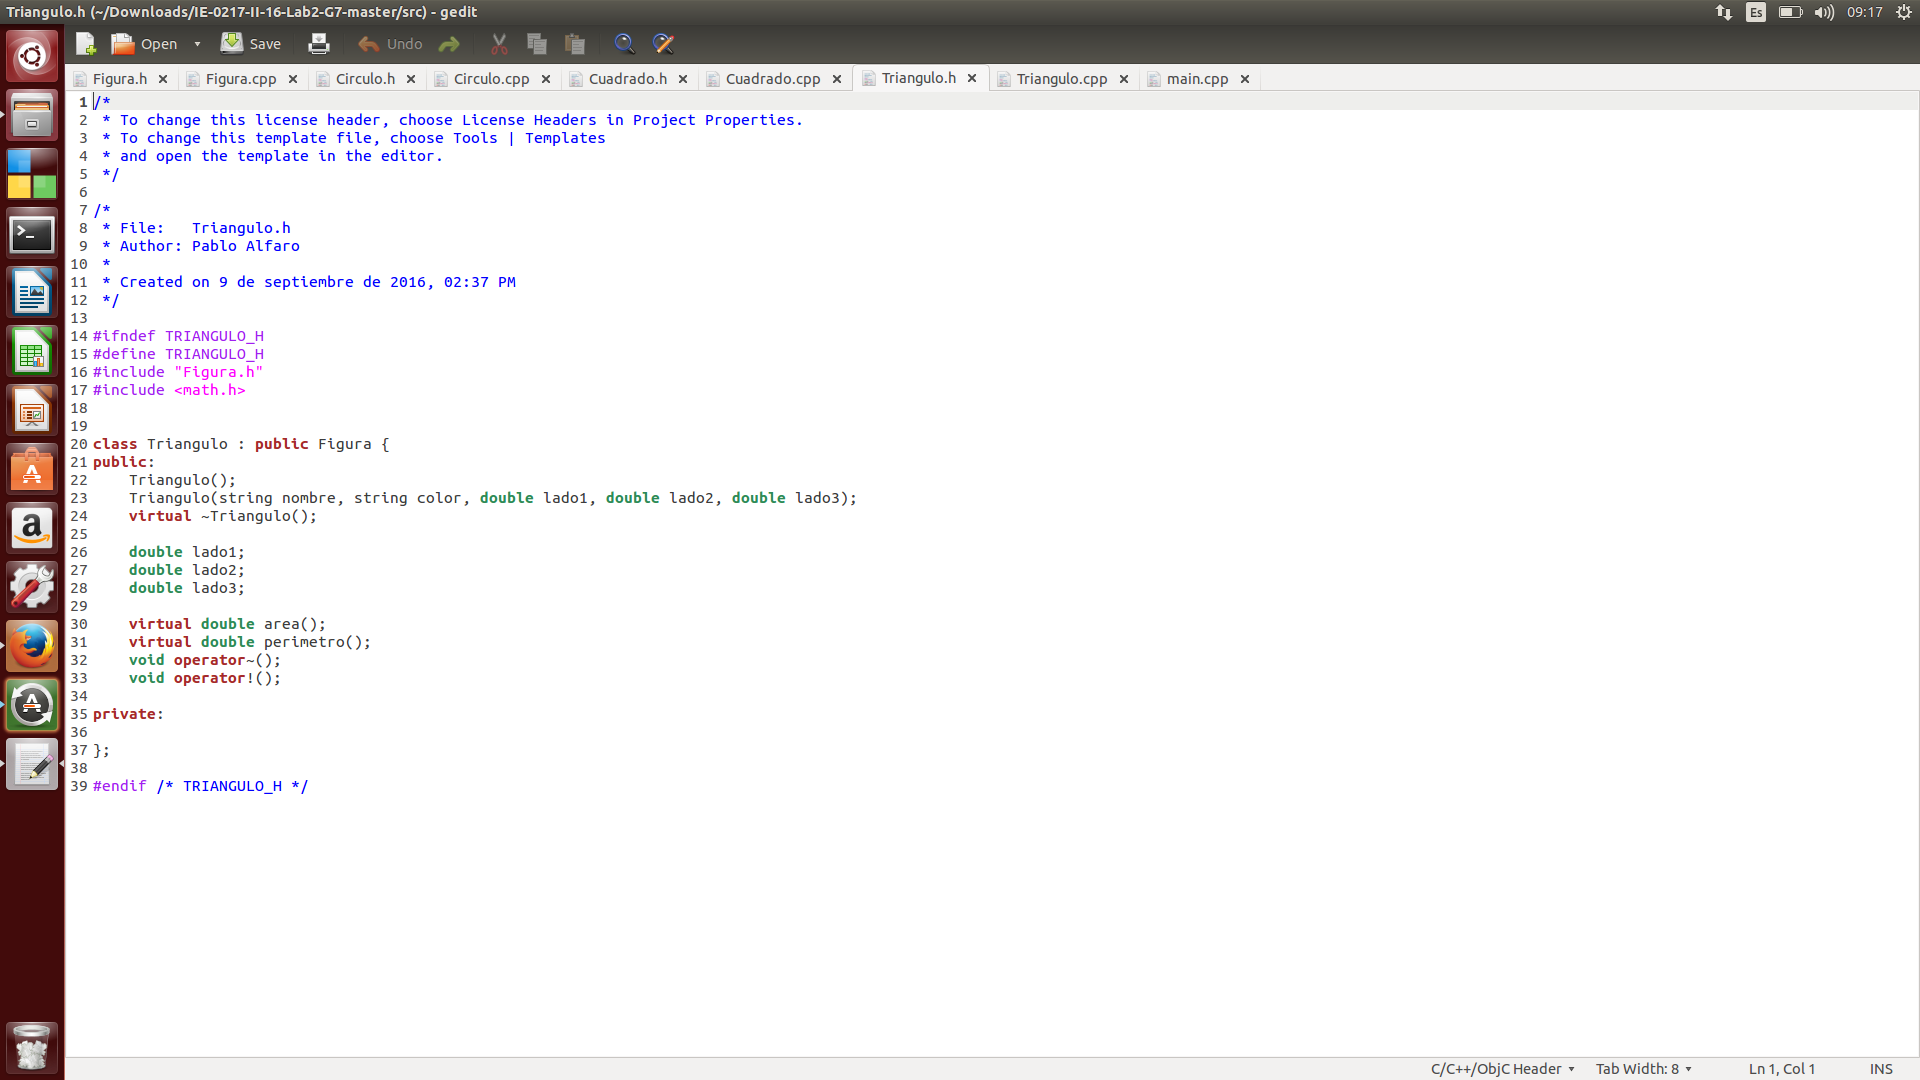 Triangulo.h (~/Downloads/IE-0217-II-16-Lab2-G7-master/src) - gedit
Es
09:17
Open
Save
Undo
Figura.h
Figura.cpp
Circulo.h
Circulo.cpp
Cuadrado.h
Cuadrado.cpp
Triangulo.h
Triangulo.cpp
main.cpp
1 /*
2  * To change this license header, choose License Headers in Project Properties.
3  * To change this template file, choose Tools | Templates
4  * and open the template in the editor.
5  */
6
7 /*
8  * File:   Triangulo.h
9  * Author: Pablo Alfaro
10  *
11  * Created on 9 de septiembre de 2016, 02:37 PM
12  */
13
14 #ifndef TRIANGULO_H
15 #define TRIANGULO_H
16 #include "Figura.h"
17 #include <math.h>
18
19
20 class Triangulo : public Figura {
21 public:
22     Triangulo();
23     Triangulo(string nombre, string color, double lado1, double lado2, double lado3);
24     virtual ~Triangulo();
25
26     double lado1;
27     double lado2;
28     double lado3;
29
30     virtual double area();
31     virtual double perimetro();
32     void operator~();
33     void operator!();
34
35 private:
36
37 };
38
39 #endif /* TRIANGULO_H */
C/C++/ObjC Header
Tab Width: 8
Ln 1, Col 1
INS